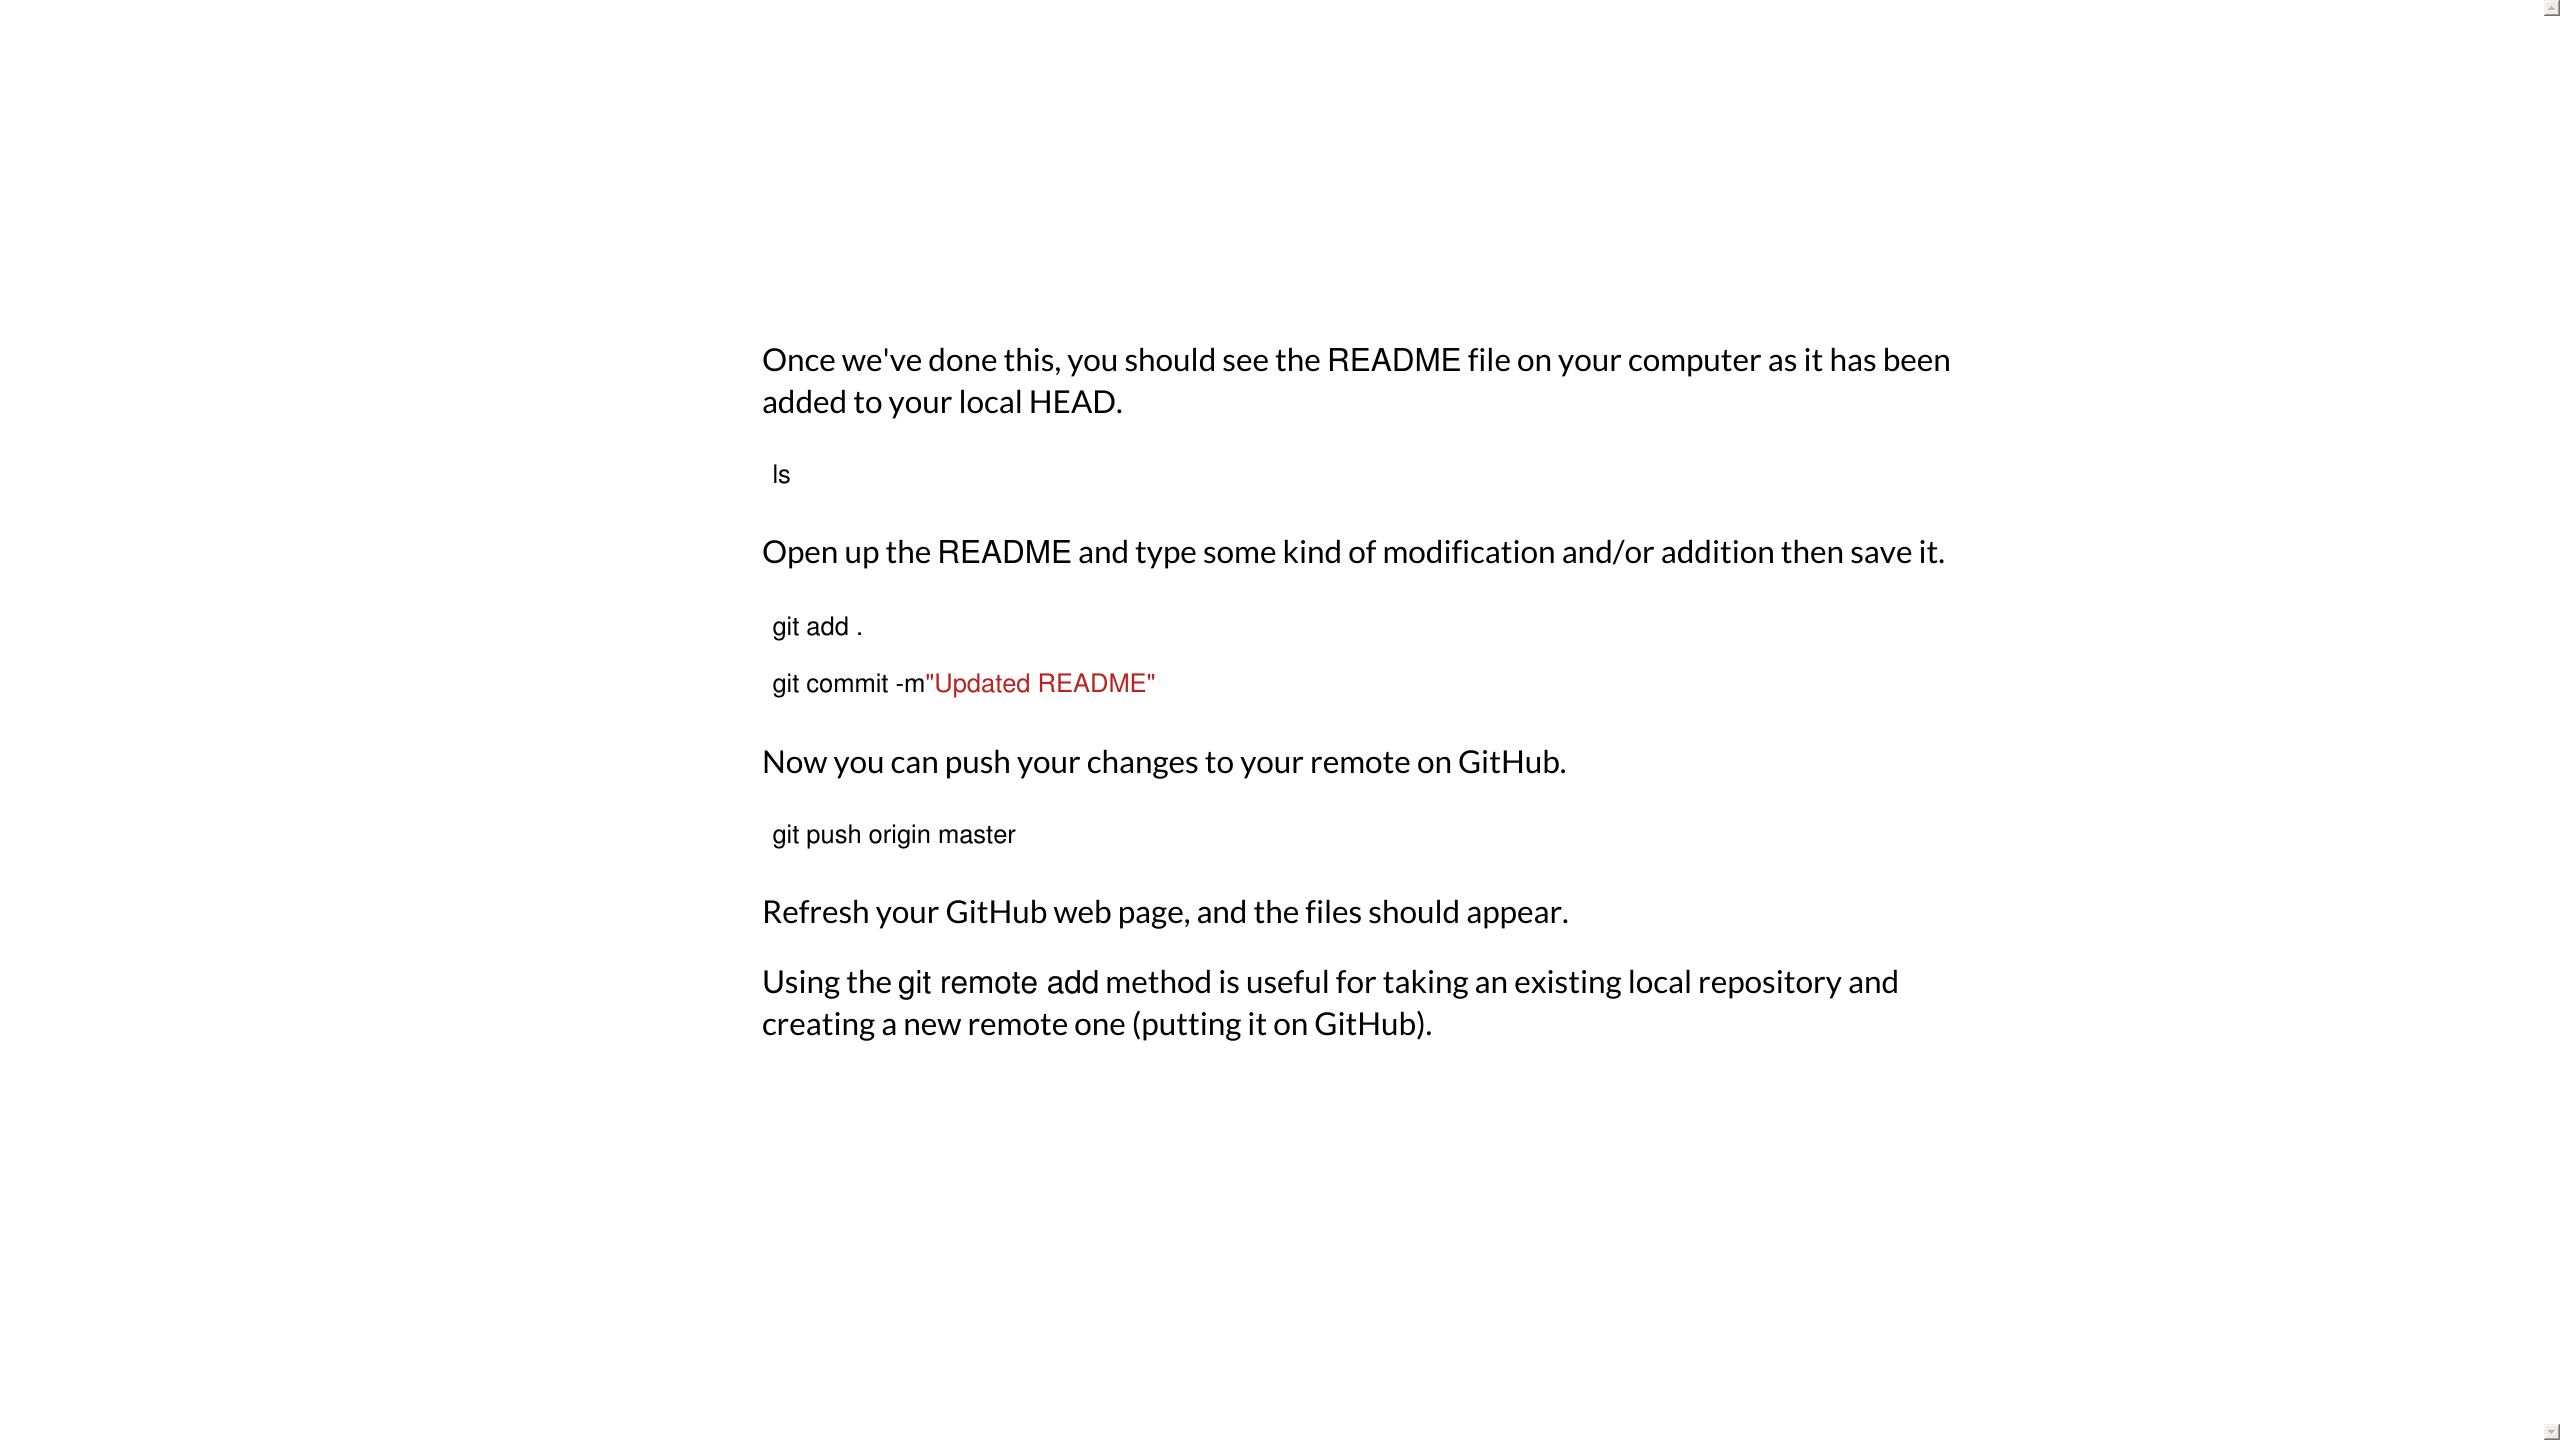 Once we've done this, you should see the README file on your computer as it has been
added to your local HEAD.
ls
Open up the README and type some kind of modification and/or addition then save it.
git add .
git commit -m"Updated README"
Now you can push your changes to your remote on GitHub.
git push origin master
Refresh your GitHub web page, and the files should appear.
Using the git remote add method is useful for taking an existing local repository and
creating a new remote one (putting it on GitHub).